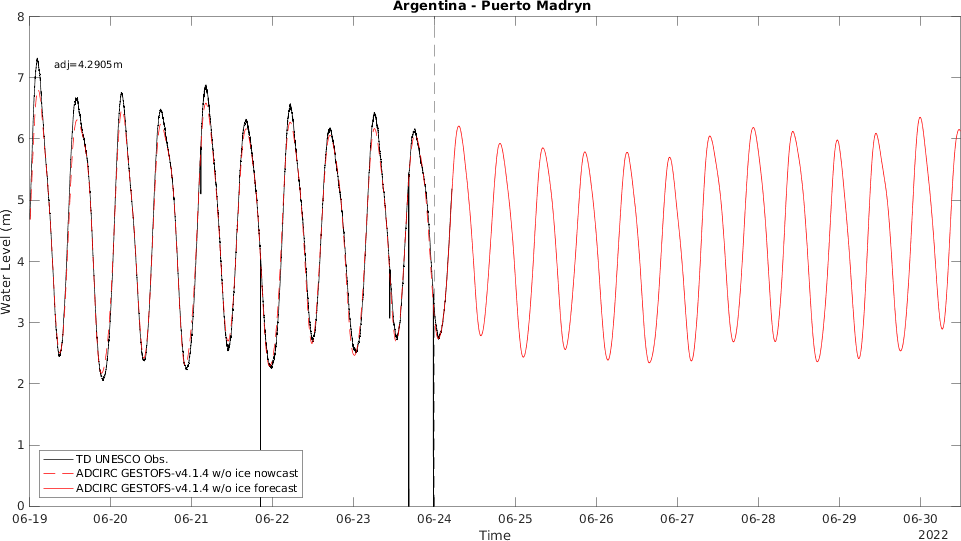 Argentina - Puerto Madryn
8
adj=4.2905m
7
6
5
4
3
2
1
0
Water Level (m)
TD UNESCO Obs.
ADCIRC GESTOFS-v4.1.4 w/o ice nowcast
ADCIRC GESTOFS-v4.1.4 w/o ice forecast
06-19 06-20 06-21 06-22 06-23 06-24 06-25 06-26 06-27 06-28 06-29 06-30
Time
2022